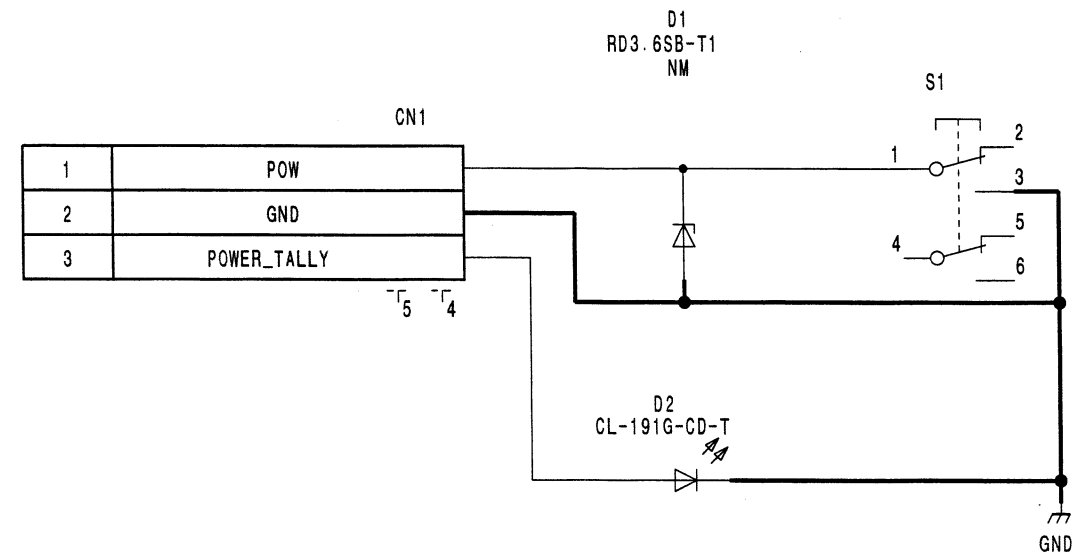 D1
RD3.6SB-T1
NM
S1
CN1
1 POW
2 GND
3 POWER_TALLY
5 4
1
2
3
4
5
6
D2
CL-191G-CD-T
GND